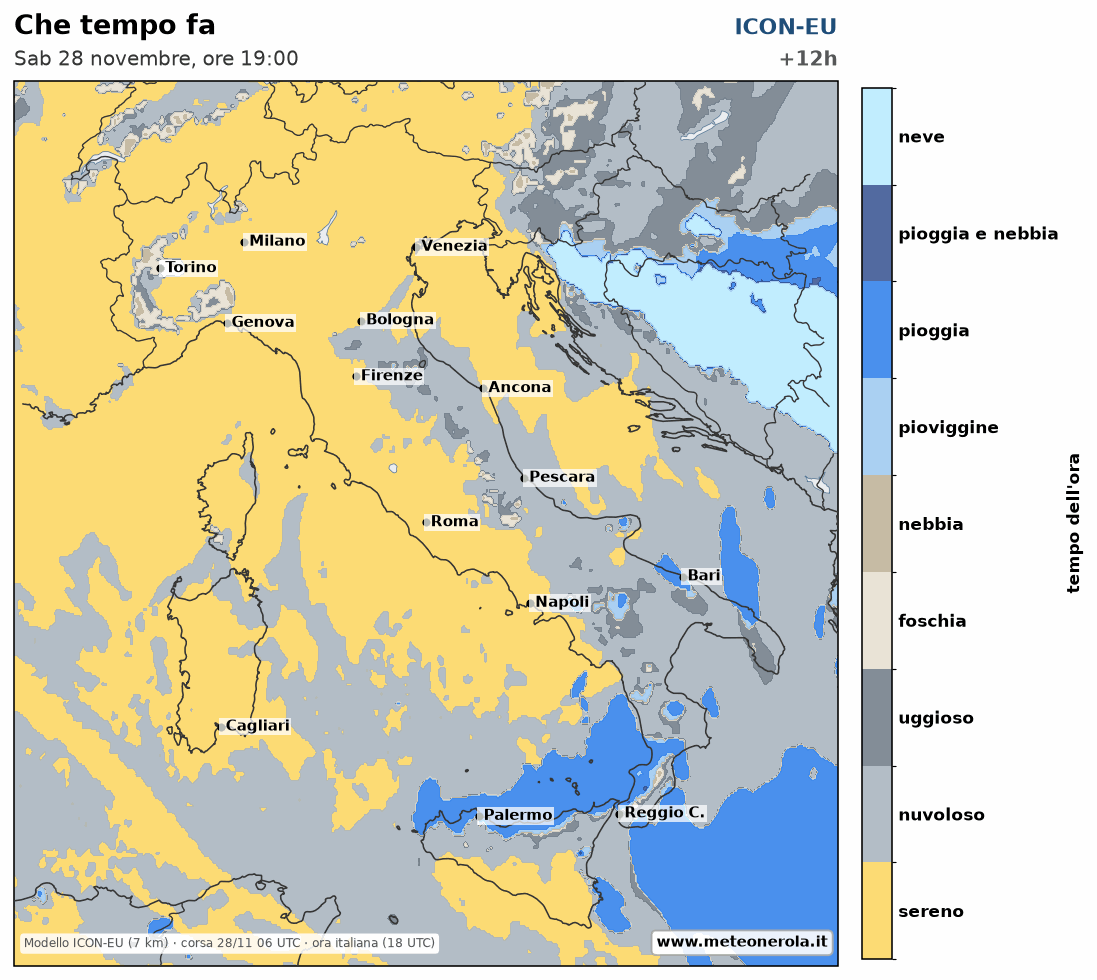 Che tempo fa
ICON-EU
Sab 28 novembre, ore 19:00
+12h
Milano
Venezia
Torino
Genova
Bologna
Firenze
Ancona
Pescara
Roma
Bari
Napoli
Cagliari
Palermo
Reggio C.
neve
pioggia e nebbia
pioggia
pioviggine
nebbia
foschia
uggioso
nuvoloso
sereno
tempo dell'ora
Modello ICON-EU (7 km) · corsa 28/11 06 UTC · ora italiana (18 UTC)
www.meteonerola.it